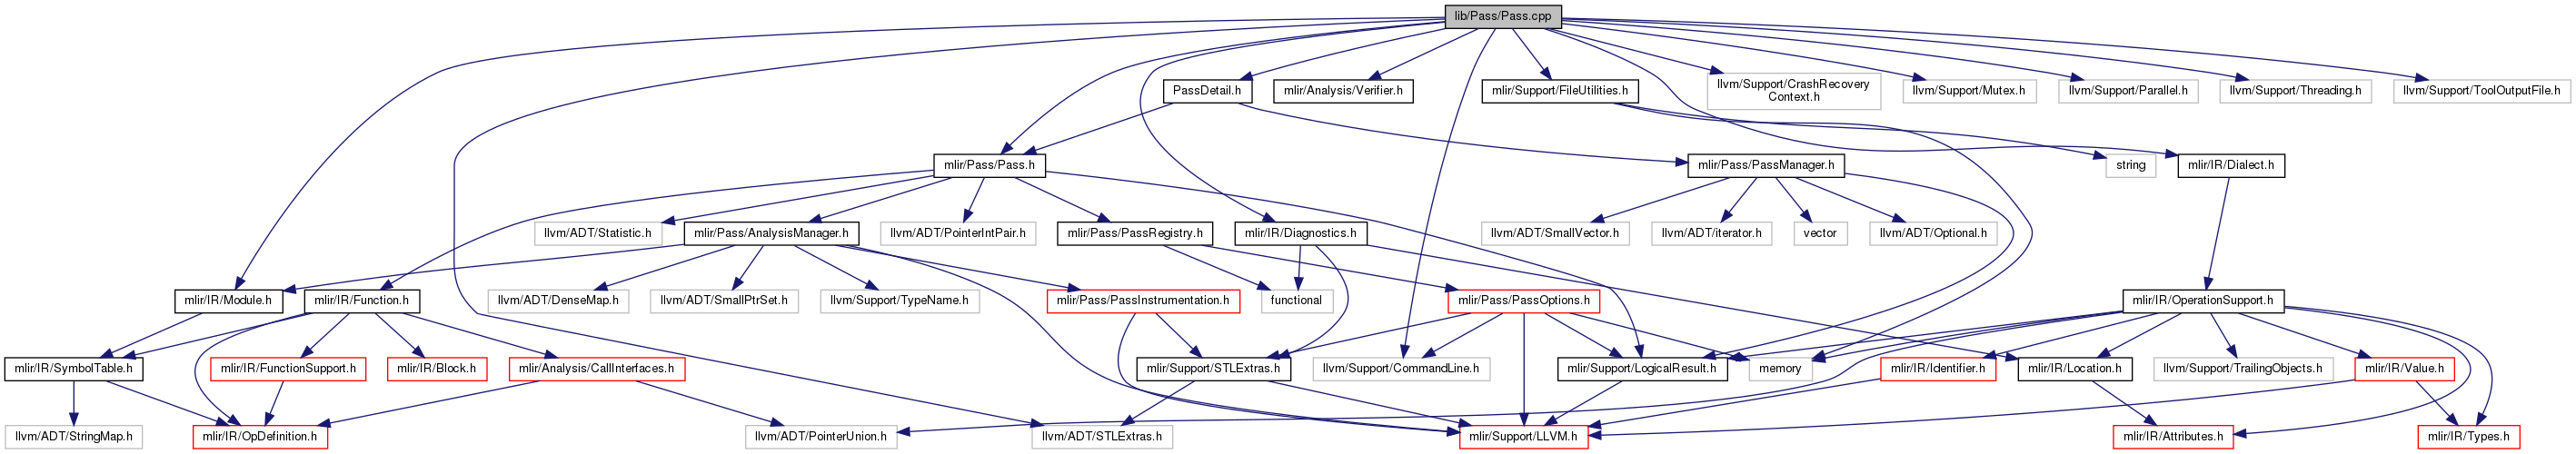 lib/Pass/Pass.cpp
PassDetail.h
mlir/Analysis/Verifier.h
mlir/Support/FileUtilities.h
llvm/Support/CrashRecovery
Context.h
llvm/Support/Mutex.h
llvm/Support/Parallel.h
llvm/Support/Threading.h
llvm/Support/ToolOutputFile.h
mlir/Pass/Pass.h
mlir/Pass/PassManager.h
string
mlir/IR/Dialect.h
llvm/ADT/Statistic.h
mlir/Pass/AnalysisManager.h
llvm/ADT/PointerIntPair.h
mlir/Pass/PassRegistry.h
mlir/IR/Diagnostics.h
llvm/ADT/SmallVector.h
llvm/ADT/iterator.h
vector
llvm/ADT/Optional.h
mlir/IR/Module.h
mlir/IR/Function.h
llvm/ADT/DenseMap.h
llvm/ADT/SmallPtrSet.h
llvm/Support/TypeName.h
mlir/Pass/PassInstrumentation.h
functional
mlir/Pass/PassOptions.h
mlir/IR/OperationSupport.h
mlir/IR/SymbolTable.h
mlir/IR/FunctionSupport.h
mlir/IR/Block.h
mlir/Analysis/CallInterfaces.h
mlir/Support/STLExtras.h
llvm/Support/CommandLine.h
mlir/Support/LogicalResult.h
memory
mlir/IR/Identifier.h
mlir/IR/Location.h
llvm/Support/TrailingObjects.h
mlir/IR/Value.h
llvm/ADT/StringMap.h
mlir/IR/OpDefinition.h
llvm/ADT/PointerUnion.h
llvm/ADT/STLExtras.h
mlir/Support/LLVM.h
mlir/IR/Attributes.h
mlir/IR/Types.h